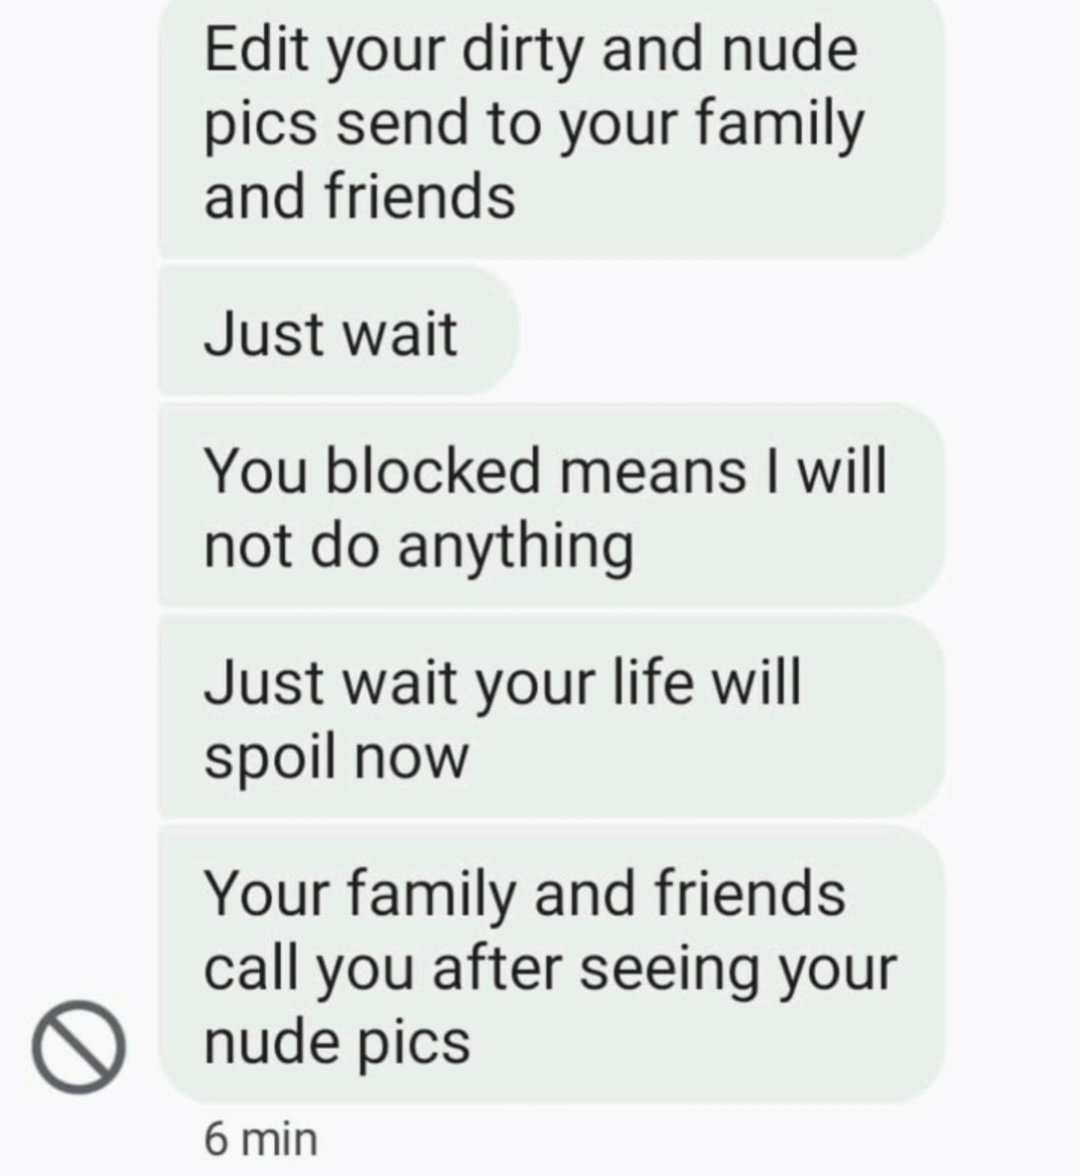 Edit your dirty and nude
pics send to your family
and friends
Just wait
You blocked means I will
not do anything
Just wait your life will
spoil now
Your family and friends
call you after seeing your
nude pics
6 min